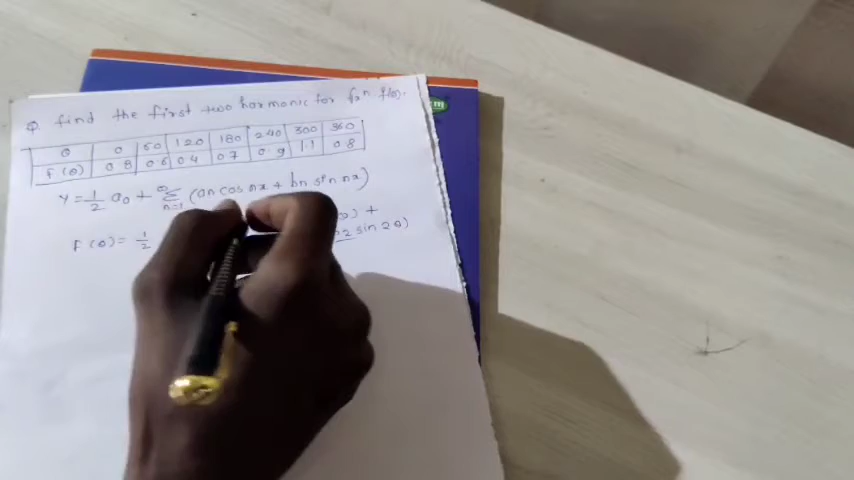 Q find the first two harmonic for fxn. f(θ).
θ 0 60 120 180 240 300 360
f(θ) 0.8 0.6 0.4 0.7 0.9 1.1 0.8
y = 1/2 a0 + ∞Σn=1 (an cos nx + bn sin nx)
x) +
f(θ) = 1/2 b2 sin 2θ)